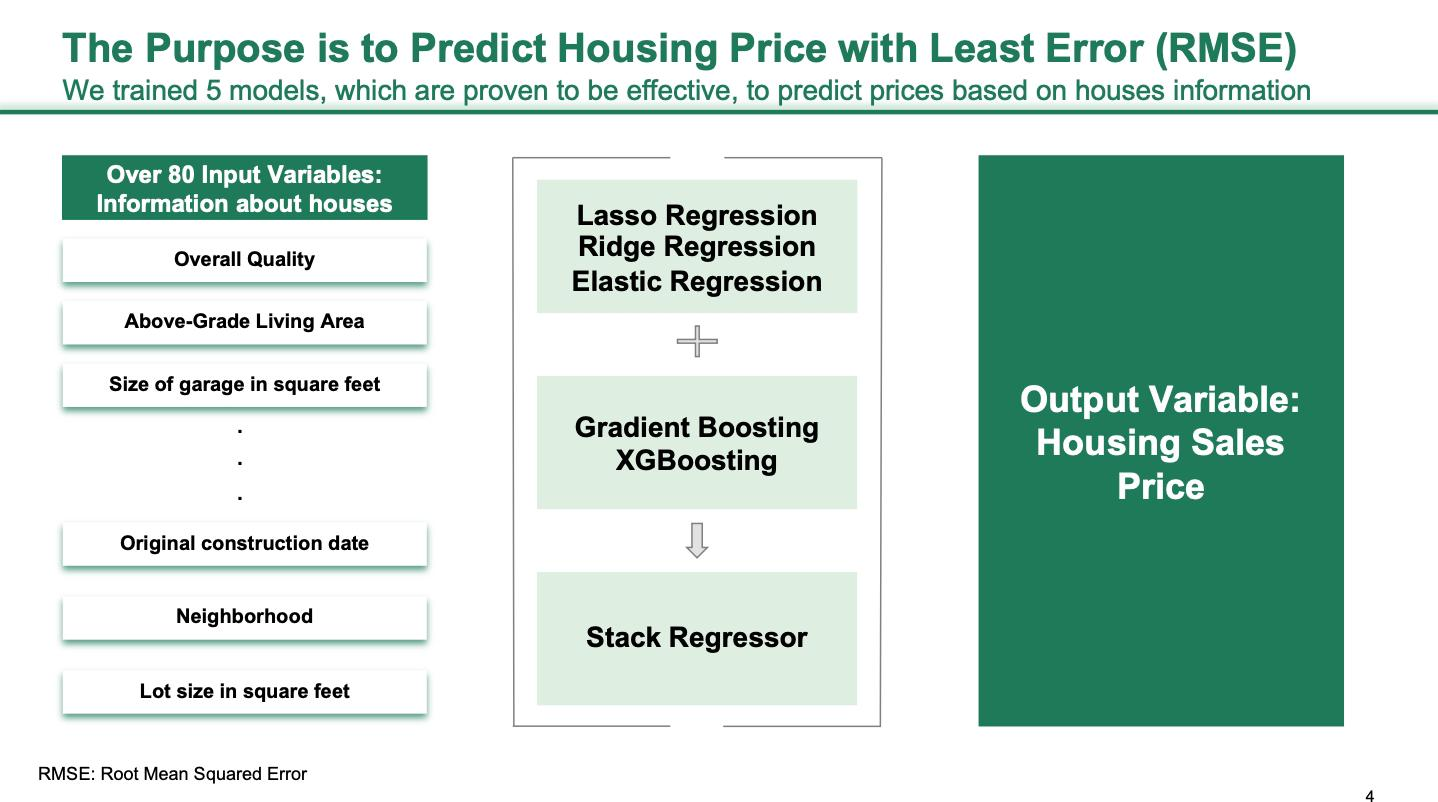 The Purpose is to Predict Housing Price with Least Error (RMSE)
We trained 5 models, which are proven to be effective, to predict prices based on houses information
Over 80 Input Variables:
Information about houses
Overall Quality
Above-Grade Living Area
Size of garage in square feet
.
.
.
Original construction date
Neighborhood
Lot size in square feet
Lasso Regression
Ridge Regression
Elastic Regression
Gradient Boosting
XGBoosting
Stack Regressor
Output Variable:
Housing Sales
Price
RMSE: Root Mean Squared Error
4